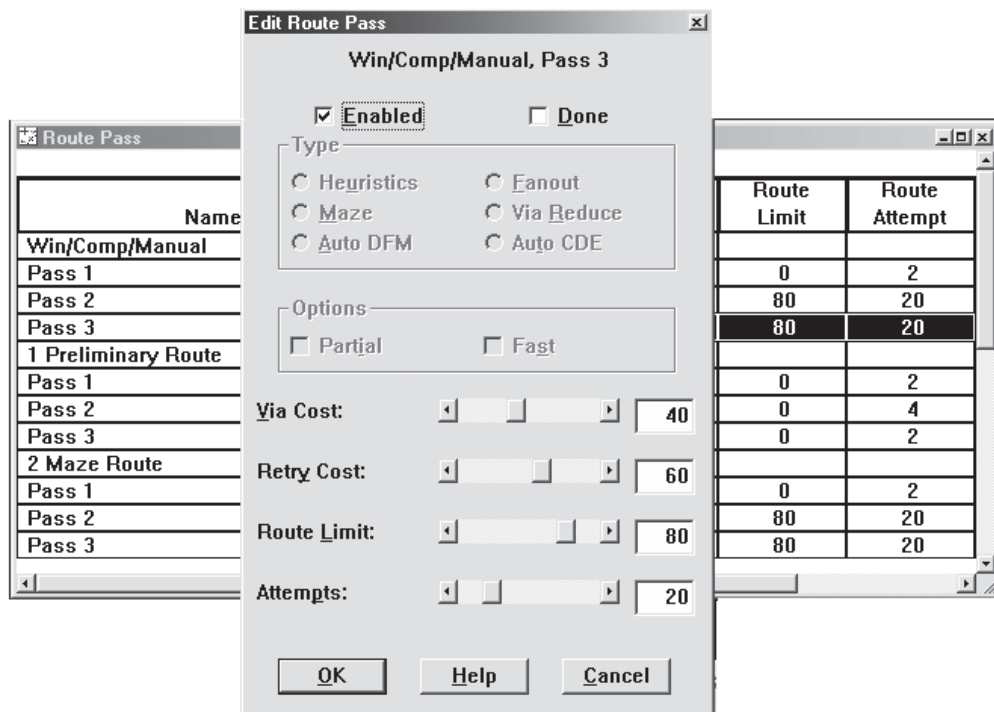 Edit Route Pass
Win/Comp/Manual, Pass 3
Enabled Done
Type
Heuristics Fanout
Maze Via Reduce
Auto DFM Auto CDE
Options
Partial Fast
Via Cost: 40
Retry Cost: 60
Route Limit: 80
Attempts: 20
OK Help Cancel
Route Pass
Name Route Limit Route Attempt
Win/Comp/Manual
Pass 1 0 2
Pass 2 80 20
Pass 3 80 20
1 Preliminary Route
Pass 1 0 2
Pass 2 0 4
Pass 3 0 2
2 Maze Route
Pass 1 0 2
Pass 2 80 20
Pass 3 80 20